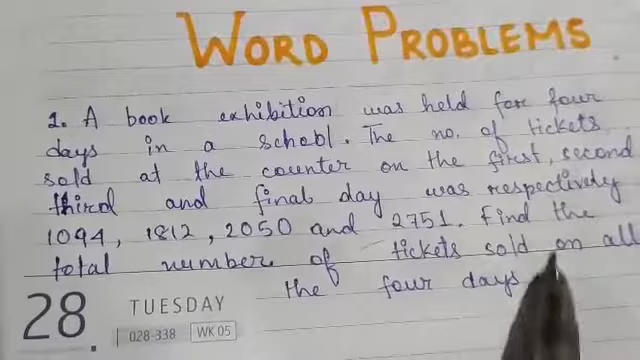 WORD PROBLEMS
1. A book exhibition was held for four
days in a school. The no. of tickets
sold at the counter on the first, second
third and final day was respectively
1094, 1812, 2050 and 2751. Find the
total number of tickets sold on all
the four days
28.
TUESDAY
028-338 WK 05